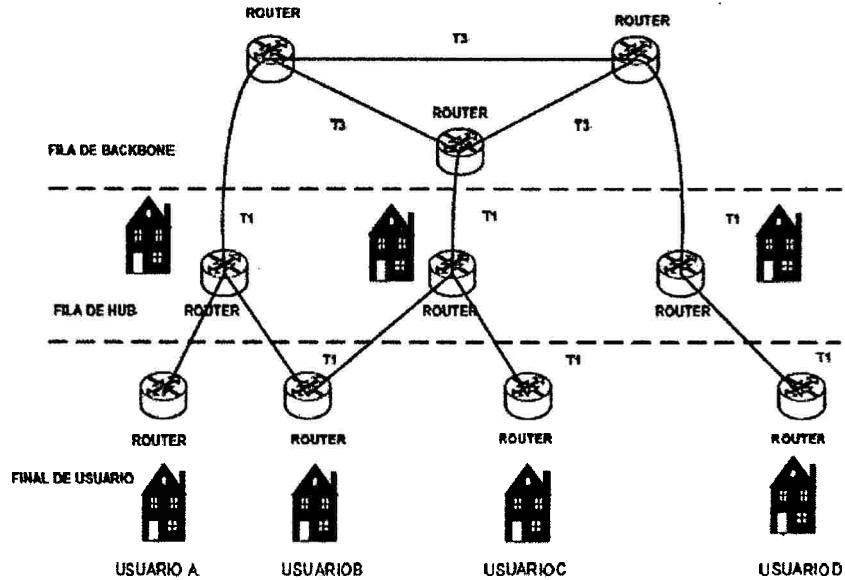 ROUTER
ROUTER
T3
ROUTER
T3
T3
FILA DE BACKBONE
T1
T1
T1
FILA DE HUB
ROUTER
ROUTER
ROUTER
T1
T1
T1
ROUTER
ROUTER
ROUTER
ROUTER
FINAL DE USUARIO
USUARIO A
USUARIOB
USUARIOC
USUARIOD